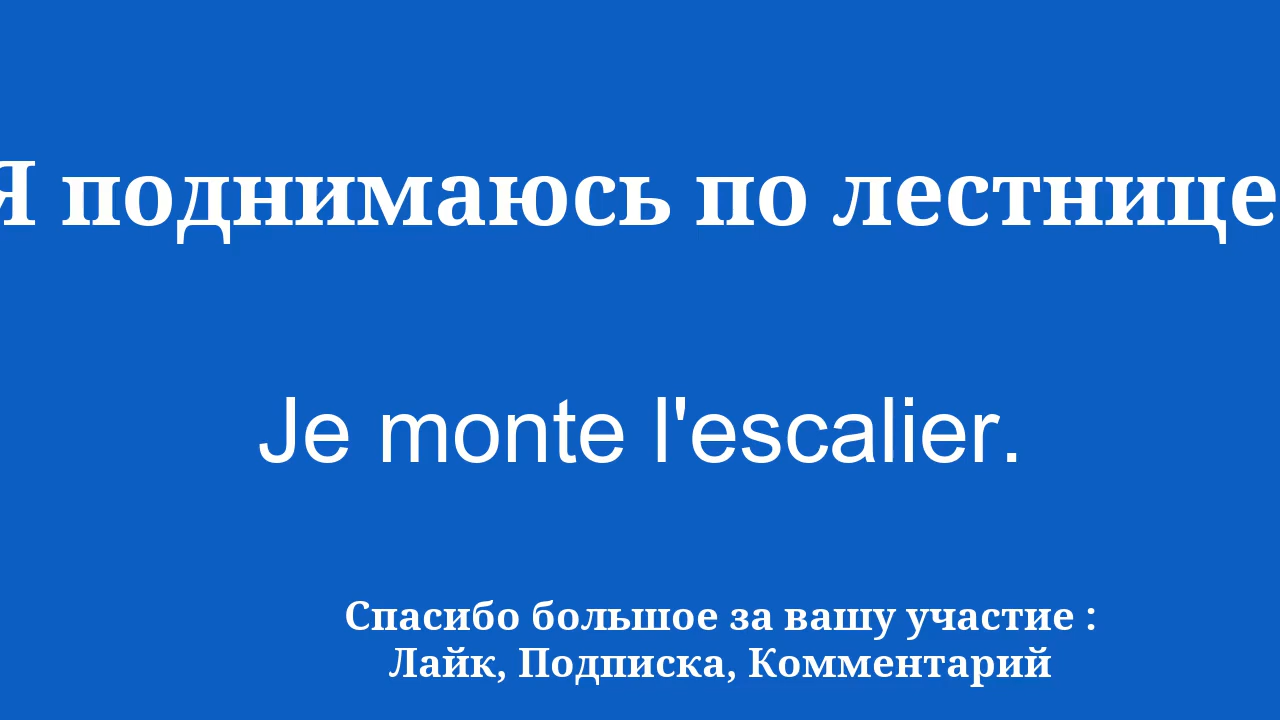 Я поднимаюсь по лестнице
Je monte l'escalier.
Спасибо большое за вашу участие :
Лайк, Подписка, Комментарий